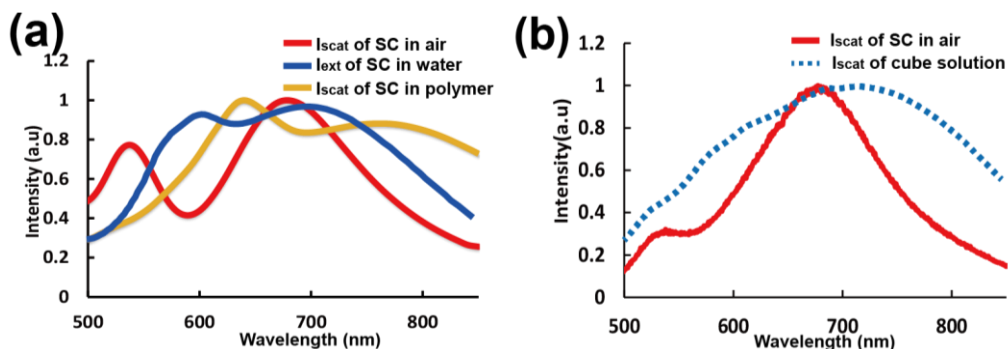 (a)
Iscat of SC in air
Iext of SC in water
Iscat of SC in polymer
Intensity (a.u)
1.2
1
0.8
0.6
0.4
0.2
0
500 600 700 800
Wavelength (nm)
(b)
Iscat of SC in air
Iscat of cube solution
Intensity(a.u)
1.2
1
0.8
0.6
0.4
0.2
0
500 600 700 800
Wavelength (nm)